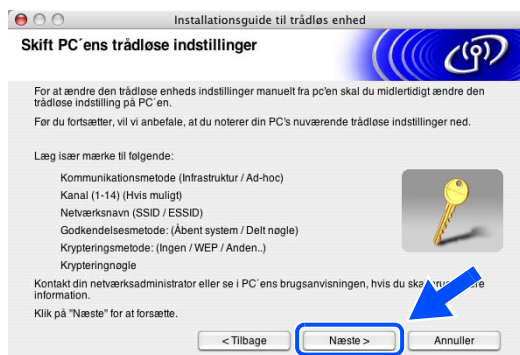 Installationsguide til trådløs enhed
Skift PC´ens trådløse indstillinger
For at ændre den trådløse enheds indstillinger manuelt fra pc'en skal du midlertidigt ændre den
trådløse indstilling på PC´en.
Før du fortsætter, vil vi anbefale, at du noterer din PC's nuværende trådløse indstillinger ned.
Læg især mærke til følgende:
Kommunikationsmetode (Infrastruktur / Ad-hoc)
Kanal (1-14) (Hvis muligt)
Netværksnavn (SSID / ESSID)
Godkendelsesmetode: (Åbent system / Delt nøgle)
Krypteringsmetode: (Ingen / WEP / Anden..)
Krypteringnøgle
Kontakt din netværksadministrator eller se i PC´ens brugsanvisningen, hvis du ska
information.
Klik på "Næste" for at forsætte.
< Tilbage
Næste >
Annuller